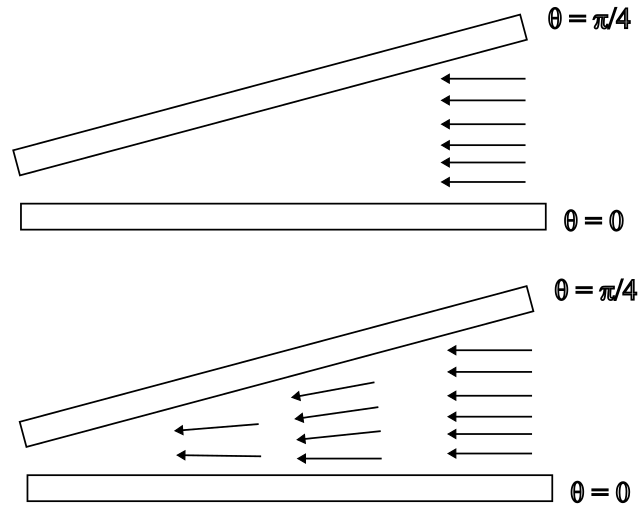 θ = π/4
θ = 0
θ = π/4
θ = 0